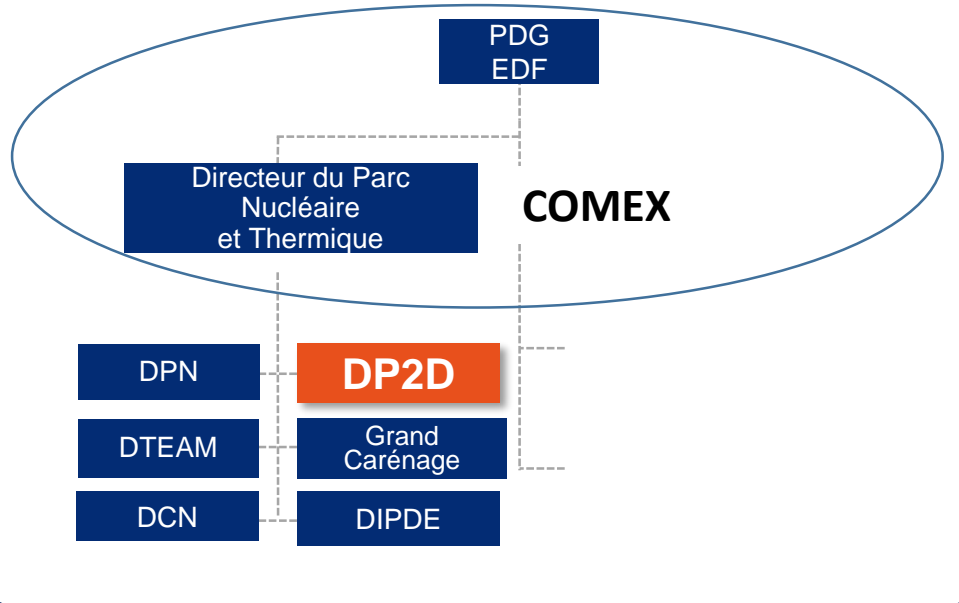 PDG
EDF
Directeur du Parc
Nucléaire
et Thermique
COMEX
DPN
DP2D
DTEAM
Grand
Carénage
DCN
DIPDE